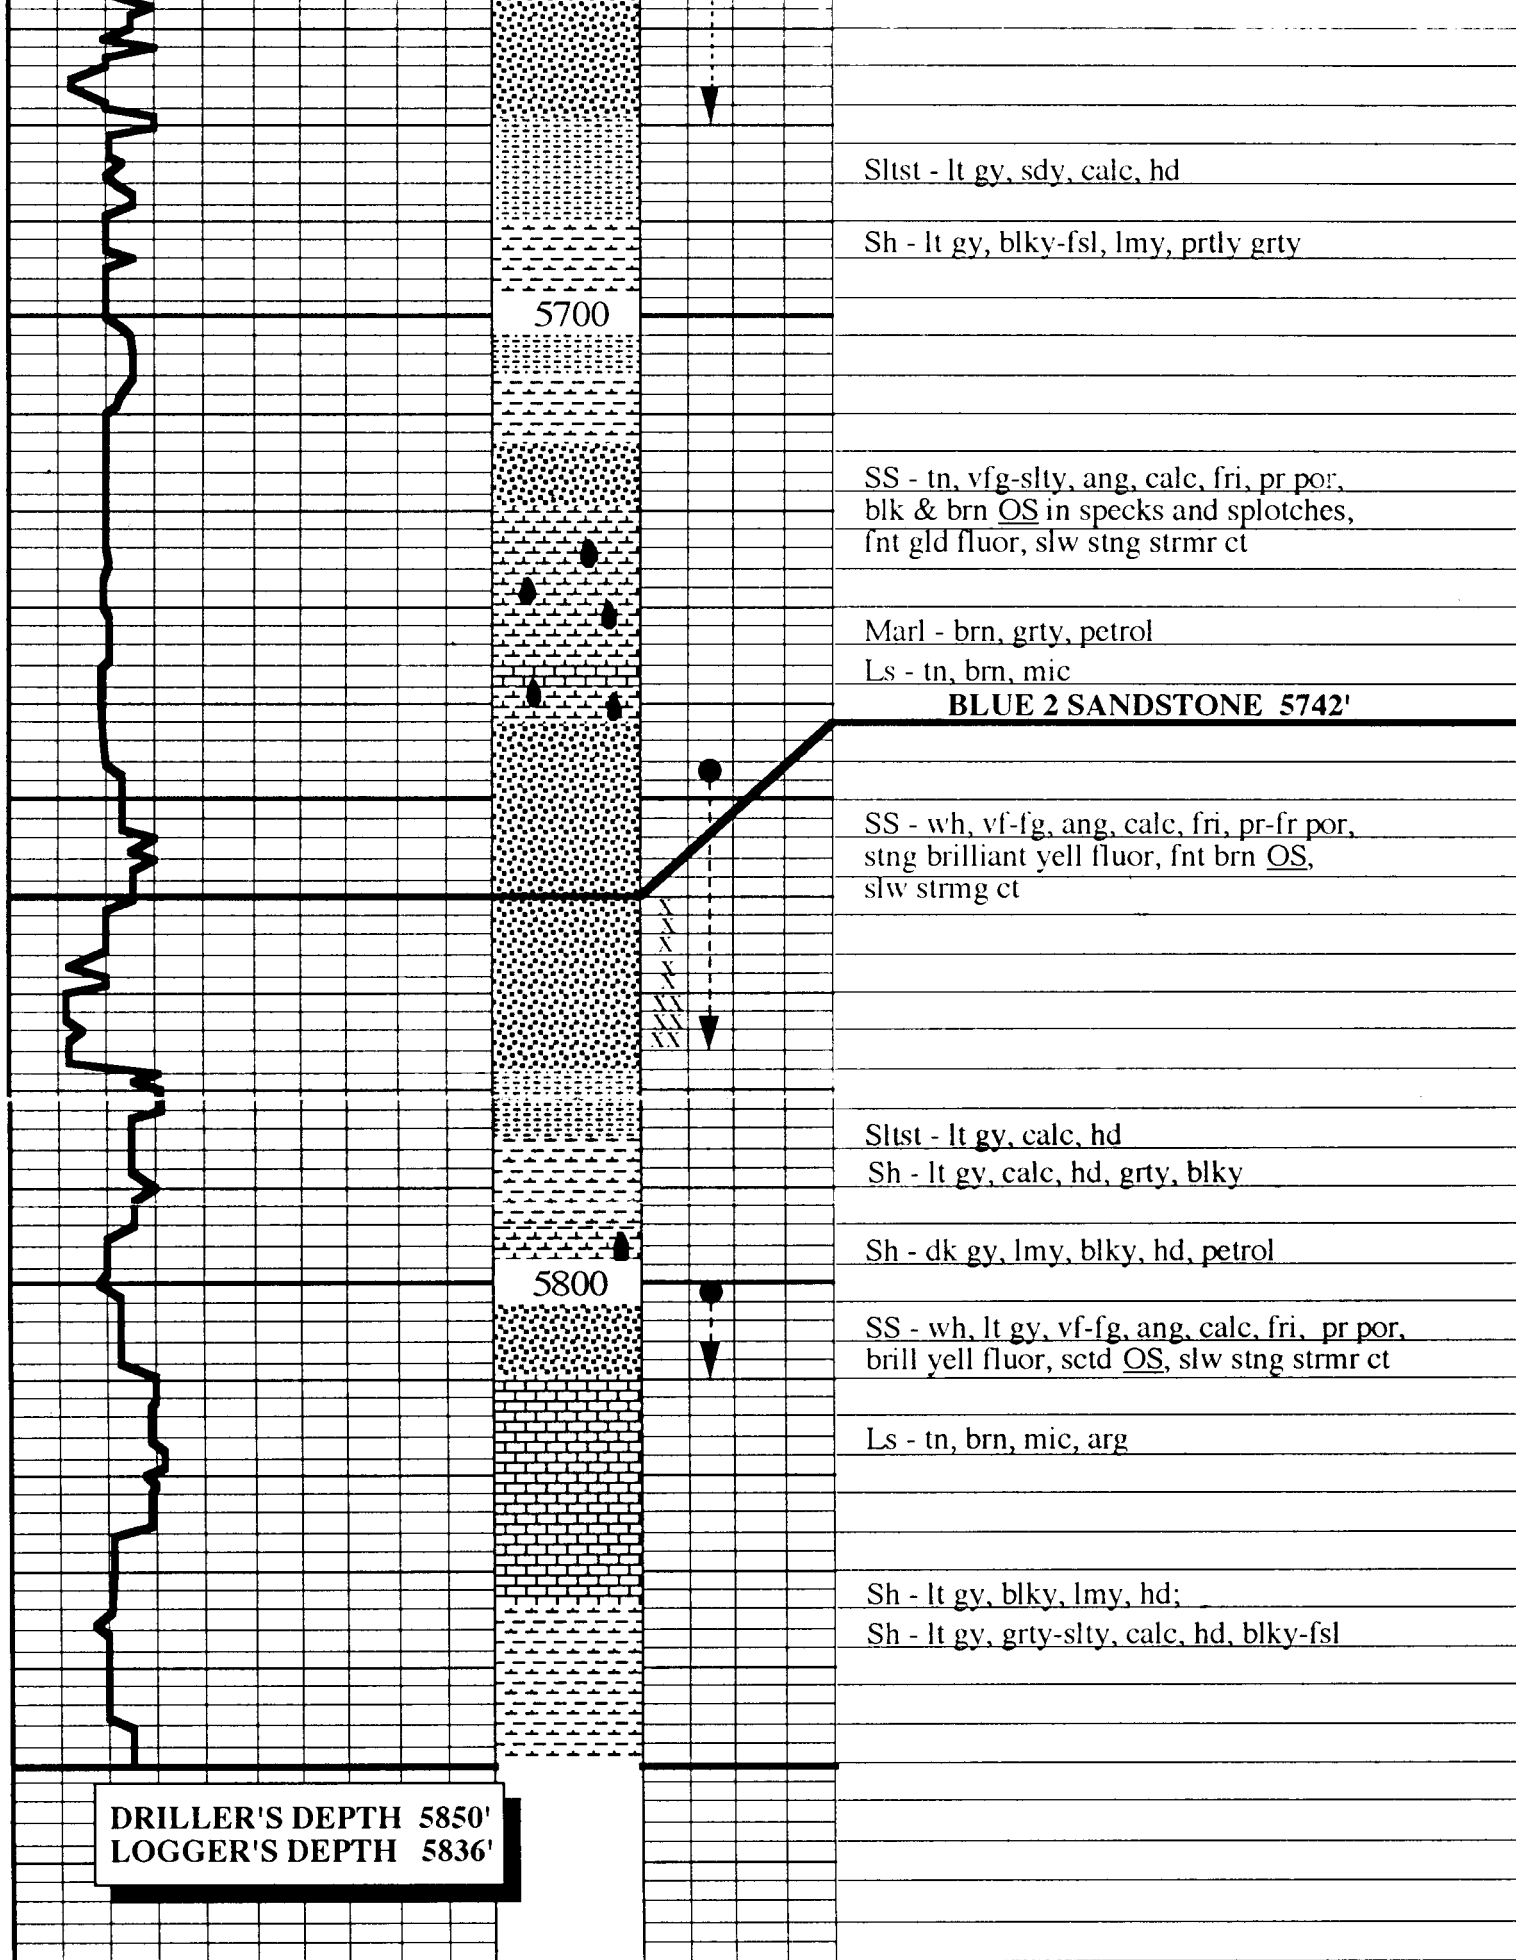 Sltst - lt gy, sdy, calc, hd
Sh - lt gy, blky-fsl, lmy, prtly grty
5700
SS - tn, vfg-slty, ang, calc, fri, pr por,
blk & brn OS in specks and splotches,
fnt gld fluor, slw stng strmr ct
Marl - brn, grty, petrol
Ls - tn, brn, mic
BLUE 2 SANDSTONE 5742'
SS - wh, vf-fg, ang, calc, fri, pr-fr por,
stng brilliant yell fluor, fnt brn OS,
slw strmg ct
X
X
X
X
X
XX
XX
XX
Sltst - lt gy, calc, hd
Sh - lt gy, calc, hd, grty, blky
Sh - dk gy, lmy, blky, hd, petrol
5800
SS - wh, lt gy, vf-fg, ang, calc, fri, pr por,
brill yell fluor, sctd OS, slw stng strmr ct
Ls - tn, brn, mic, arg
Sh - lt gy, blky, lmy, hd;
Sh - lt gy, grty-slty, calc, hd, blky-fsl
DRILLER'S DEPTH 5850'
LOGGER'S DEPTH 5836'